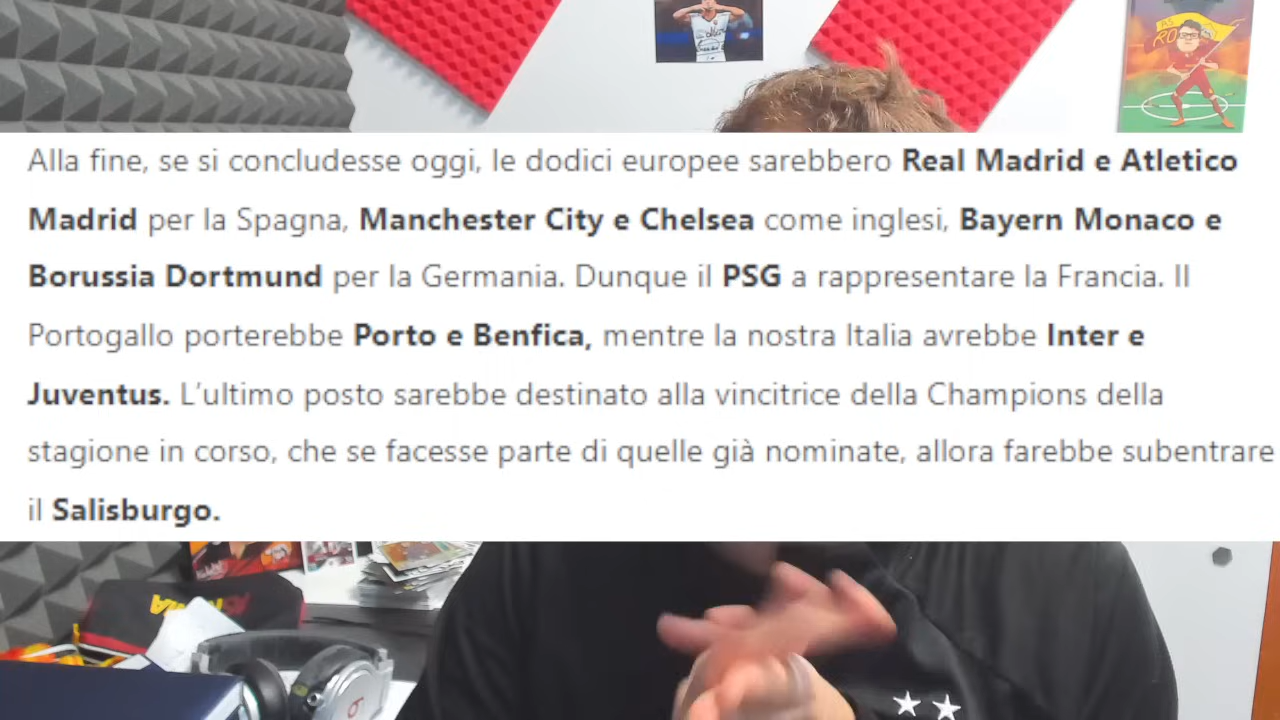 AS
RO
Alla fine, se si concludesse oggi, le dodici europee sarebbero Real Madrid e Atletico
Madrid per la Spagna, Manchester City e Chelsea come inglesi, Bayern Monaco e
Borussia Dortmund per la Germania. Dunque il PSG a rappresentare la Francia. Il
Portogallo porterebbe Porto e Benfica, mentre la nostra Italia avrebbe Inter e
Juventus. L’ultimo posto sarebbe destinato alla vincitrice della Champions della
stagione in corso, che se facesse parte di quelle già nominate, allora farebbe subentrare
il Salisburgo.